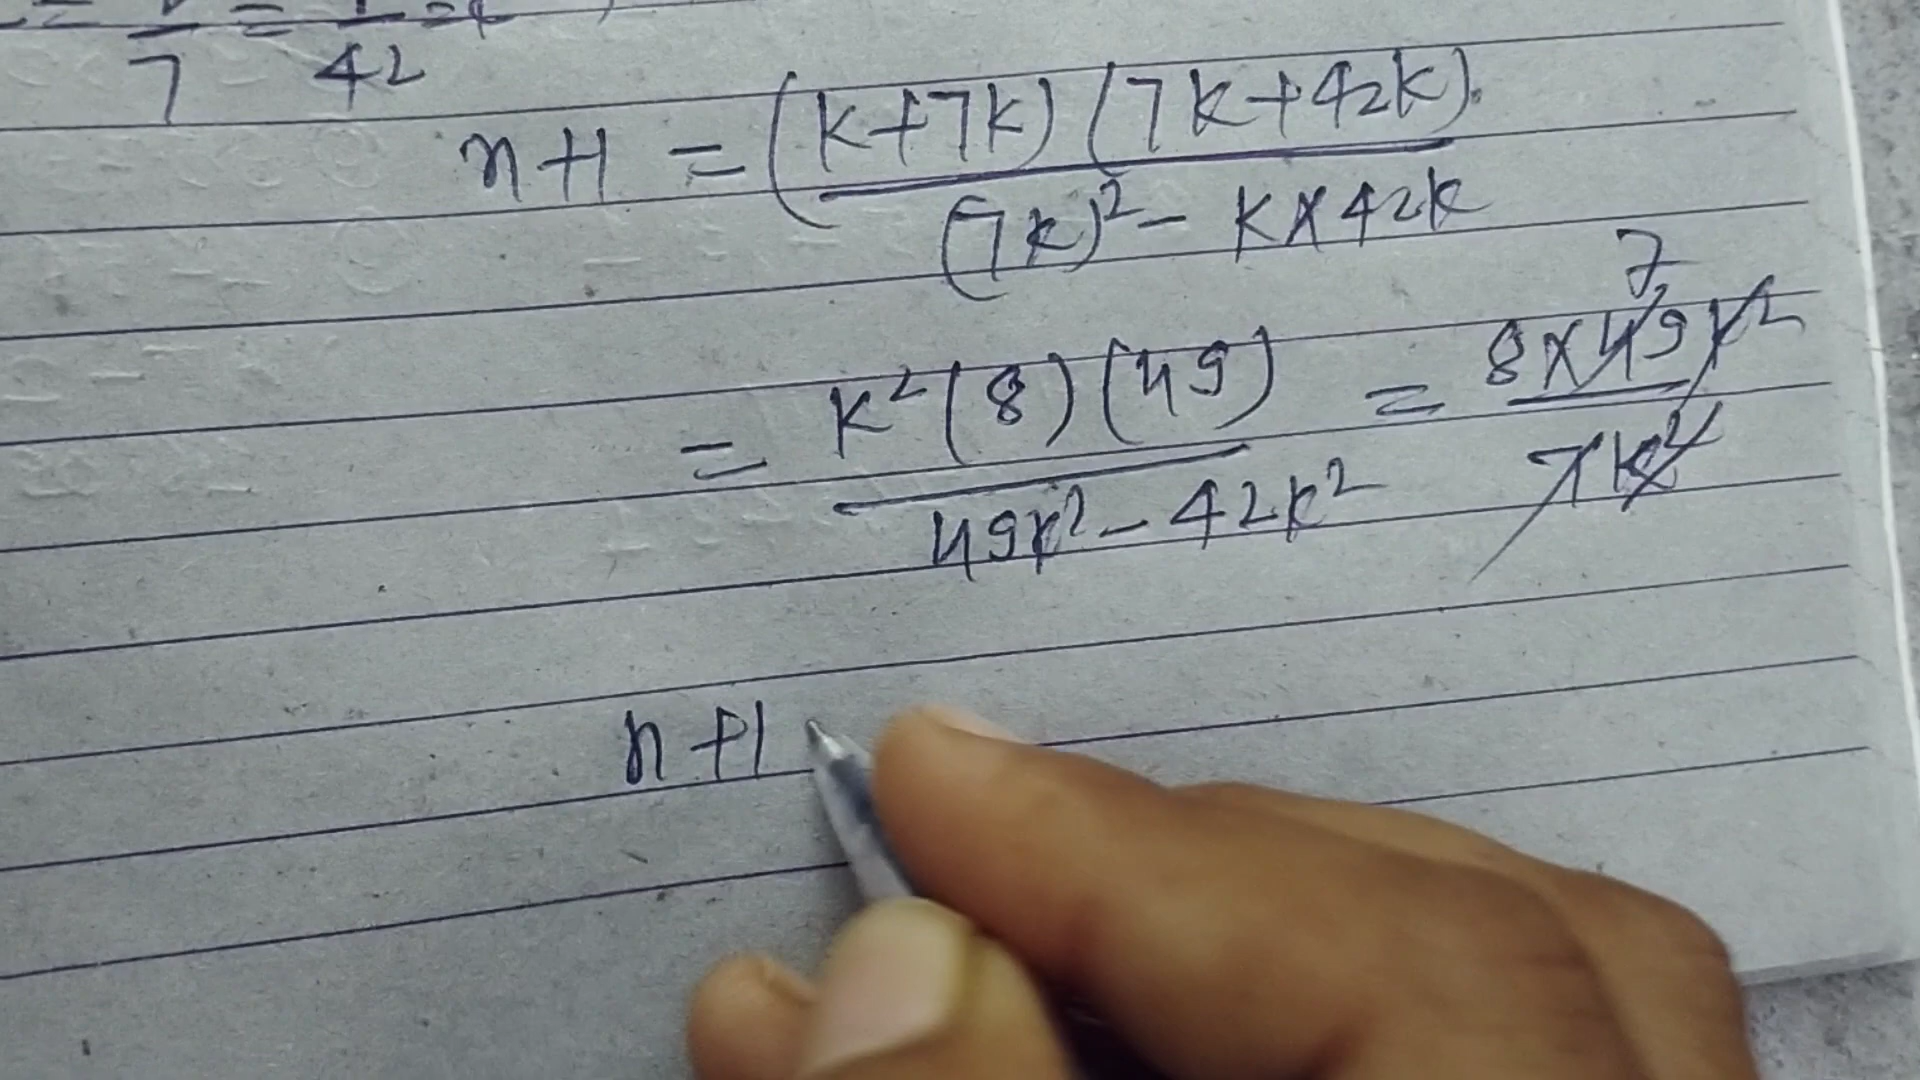 7 = 42
n+1 = (k+7k) (7k+42k)
(7k)² - k×42k
= k²(8)(49) = 8×49k²
7
49k² - 42k² 7k²
n+1